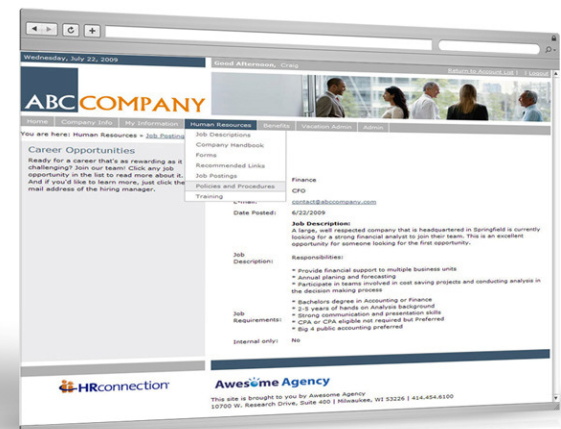 Wednesday, July 22, 2009
Good Afternoon, Craig
Return to Account List | Logout
ABCCOMPANY
Home Company Info My Information Human Resources Benefits Vacation Admin Admin
You are here: Human Resources » Job Posting
Job Descriptions
Company Handbook
Forms
Recommended Links
Job Postings
Policies and Procedures
Training
Career Opportunities
Ready for a career that's as rewarding as it
challenging? Join our team! Click any job
opportunity in the list to read more about it.
And if you'd like to learn more, just click the
mail address of the hiring manager.
Finance
CFO
E-mail: contact@abccompany.com
Date Posted: 6/22/2009
Job Description:
A large, well respected company that is headquartered in Springfield is currently
looking for a strong financial analyst to join their team. This is an excellent
opportunity for someone looking for the first opportunity.
Job Description:
Responsibilities:
* Provide financial support to multiple business units
* Annual planing and forecasting
* Participate in teams involved in cost saving projects and conducting analysis in
the decision making process
Job Requirements:
* Bachelors degree in Accounting or Finance
* 2-5 years of hands on Analysis background
* Strong communication and presentation skills
* CPA or CPA eligible not required but Preferred
* Big 4 public accounting preferred
Internal only: No
HRconnection
Awesome Agency
This site is brought to you by Awesome Agency
10700 W. Research Drive, Suite 400 | Milwaukee, WI 53226 | 414.454.6100